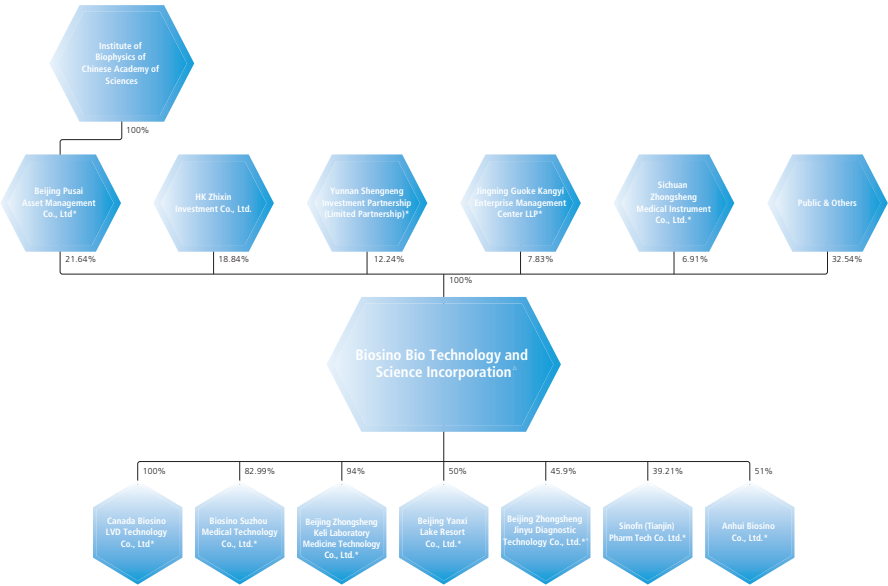 Institute of
Biophysics of
Chinese Academy of
Sciences
100%
Beijing Pusai
Asset Management
Co., Ltd*
HK Zhixin
Investment Co., Ltd.
Yunnan Shengneng
Investment Partnership
(Limited Partnership)*
Jingning Guoke Kangyi
Enterprise Management
Center LLP*
Sichuan
Zhongsheng
Medical Instrument
Co., Ltd.*
Public & Others
21.64%
18.84%
12.24%
7.83%
6.91%
32.54%
100%
Biosino Bio Technology and
Science Incorporation
100%
82.99%
94%
50%
45.9%
39.21%
51%
Canada Biosino
LVD Technology
Co., Ltd*
Biosino Suzhou
Medical Technology
Co., Ltd.*
Beijing Zhongsheng
Keli Laboratory
Medicine Technology
Co., Ltd.*
Beijing Yanxi
Lake Resort
Co., Ltd.*
Beijing Zhongsheng
Jinyu Diagnostic
Technology Co., Ltd.*
Sinofn (Tianjin)
Pharm Tech Co. Ltd.*
Anhui Biosino
Co., Ltd.*